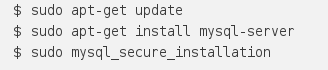 $ sudo apt-get update
$ sudo apt-get install mysql-server
$ sudo mysql_secure_installation